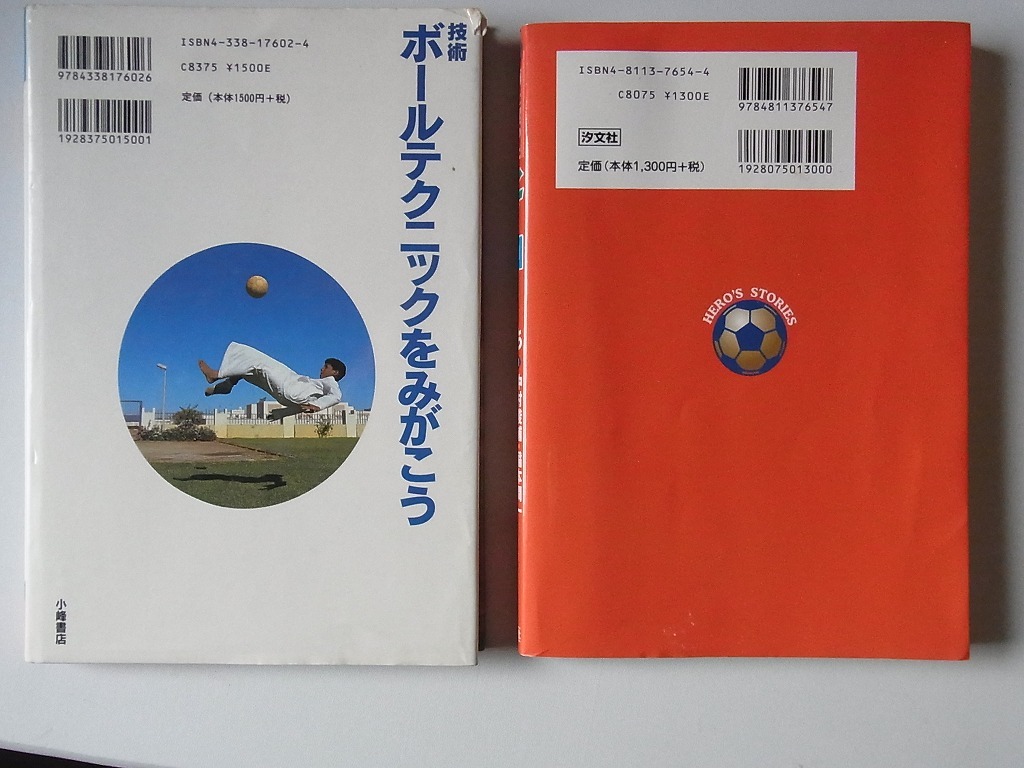 ISBN4-338-17602-4
C8375 ¥1500E
定価（本体1500円+税）
9784338176026
1928375015001
技術
ボールテクニックをみがこう
小峰書店
ISBN4-8113-7654-4
C8075 ¥1300E
汐文社
定価（本体1,300円+税）
9784811376547
1928075013000
HERO'S STORIES